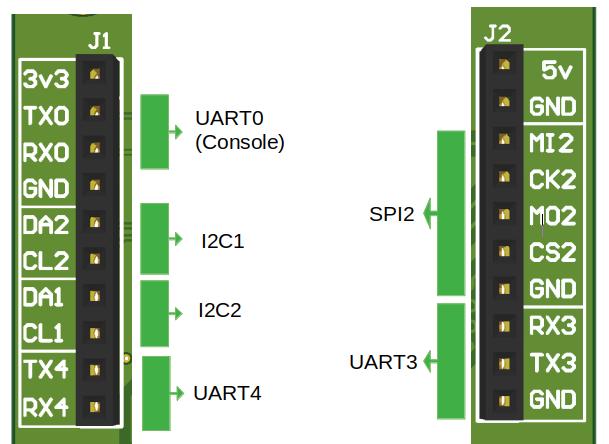 J1
3v3
TX0
RX0
GND
DA2
CL2
DA1
CL1
TX4
RX4
UART0
(Console)
I2C1
I2C2
UART4
SPI2
UART3
J2
5v
GND
MI2
CK2
MO2
CS2
GND
RX3
TX3
GND